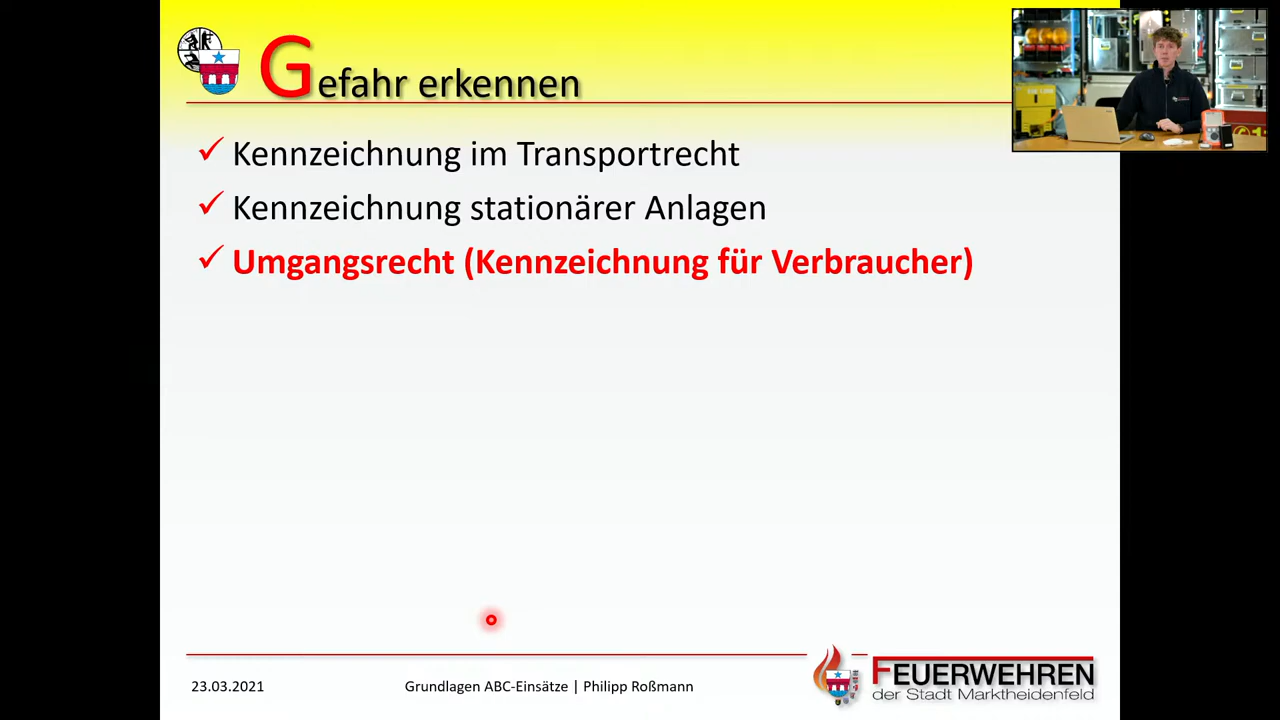 Gefahr erkennen
Kennzeichnung im Transportrecht
Kennzeichnung stationärer Anlagen
Umgangsrecht (Kennzeichnung für Verbraucher)
23.03.2021
Grundlagen ABC-Einsätze | Philipp Roßmann
FEUERWEHREN
der Stadt Marktheidenfeld